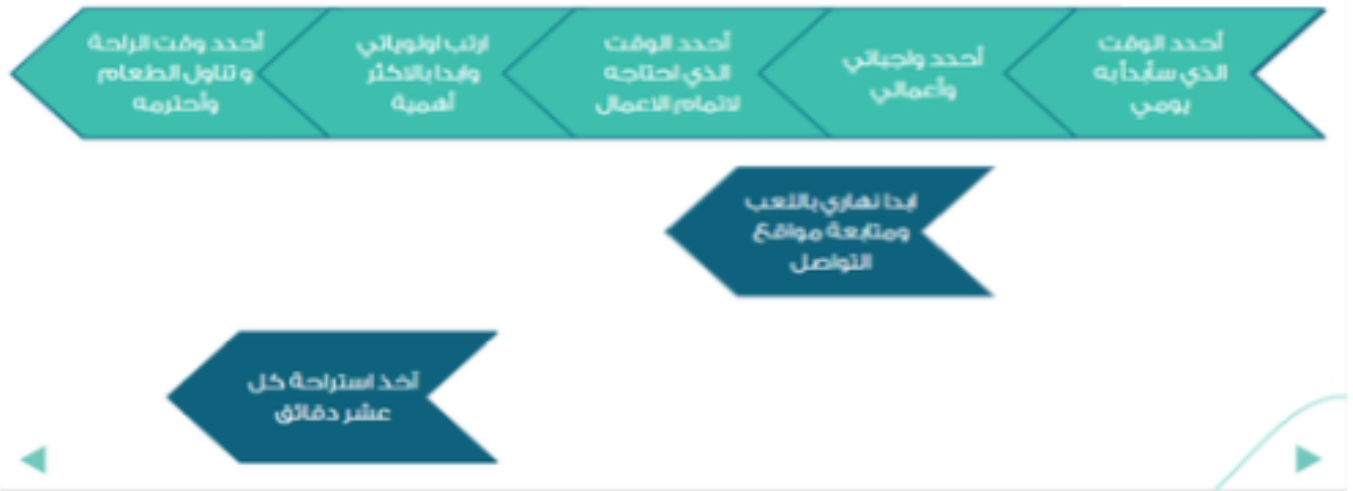 أحدد الوقت
الذي سأبدأ به
يومي
أحدد واجباتي
وأعمالي
أحدد الوقت
الذي احتاجه
لاتمام الاعمال
ارتب اولوياتي
وابدا بالاكثر
أهمية
أحدد وقت الراحة
و تناول الطعام
وأحترمه
ابدا نهاري باللعب
ومتابعة مواقع
التواصل
آخذ استراحة كل
عشر دقائق